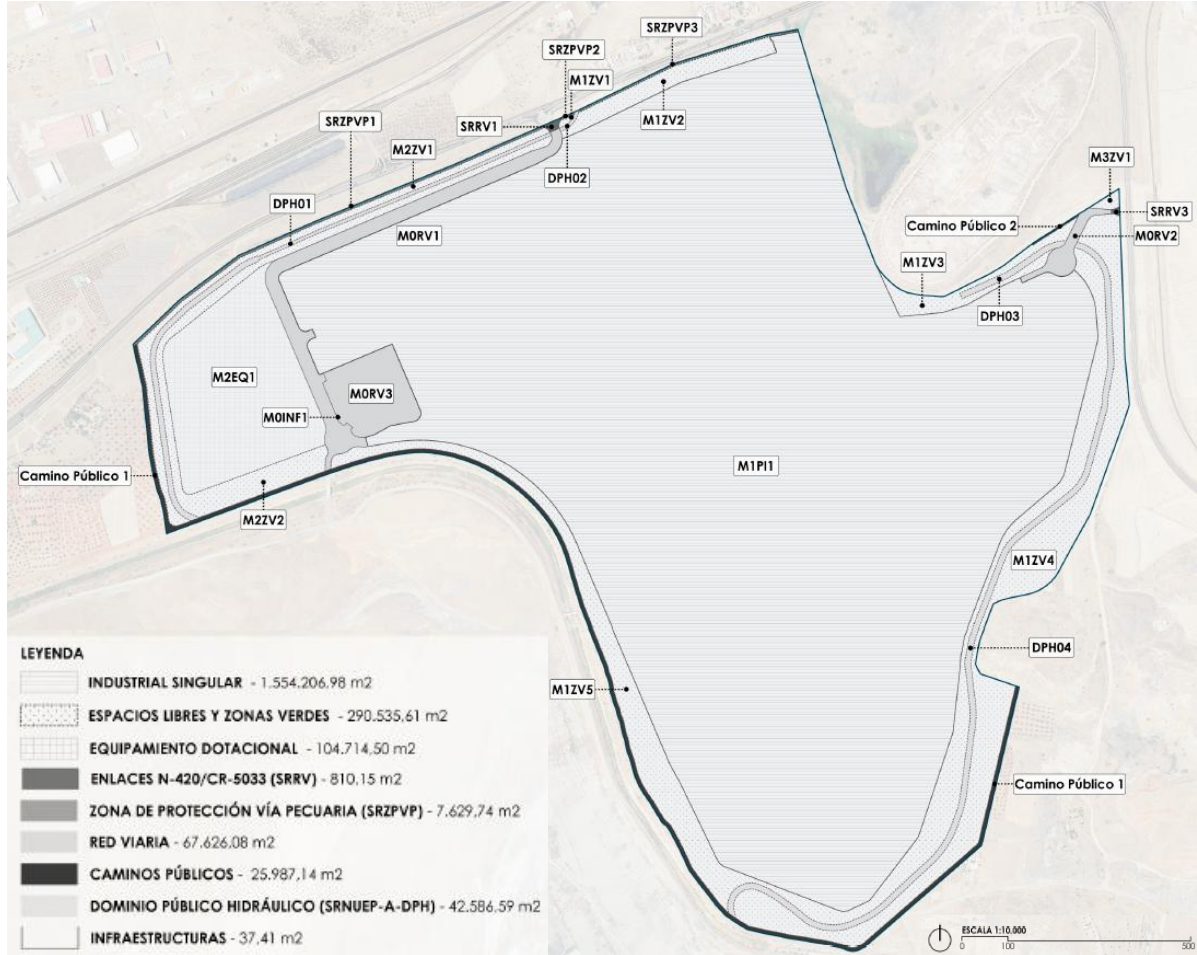 SRZPVP3
SRZPVP2
M1ZV1
SRZPVP1
SRRV1
M1ZV2
M2ZV1
M3ZV1
DPH02
DPH01
SRRV3
Camino Público 2
M0RV1
M0RV2
M1ZV3
DPH03
M2EQ1
M0RV3
M0INF1
M1PI1
Camino Público 1
M2ZV2
M1ZV4
DPH04
M1ZV5
Camino Público 1
LEYENDA
INDUSTRIAL SINGULAR - 1.554.206,98 m2
ESPACIOS LIBRES Y ZONAS VERDES - 290.535,61 m2
EQUIPAMIENTO DOTACIONAL - 104.714,50 m2
ENLACES N-420/CR-5033 (SRRV) - 810,15 m2
ZONA DE PROTECCIÓN VÍA PECUARIA (SRZPVP) - 7.629,74 m2
RED VIARIA - 67.626,08 m2
CAMINOS PÚBLICOS - 25.987,14 m2
DOMINIO PÚBLICO HIDRÁULICO (SRNUEP-A-DPH) - 42.586,59 m2
INFRAESTRUCTURAS - 37,41 m2
ESCALA 1:10.000
0 100 500